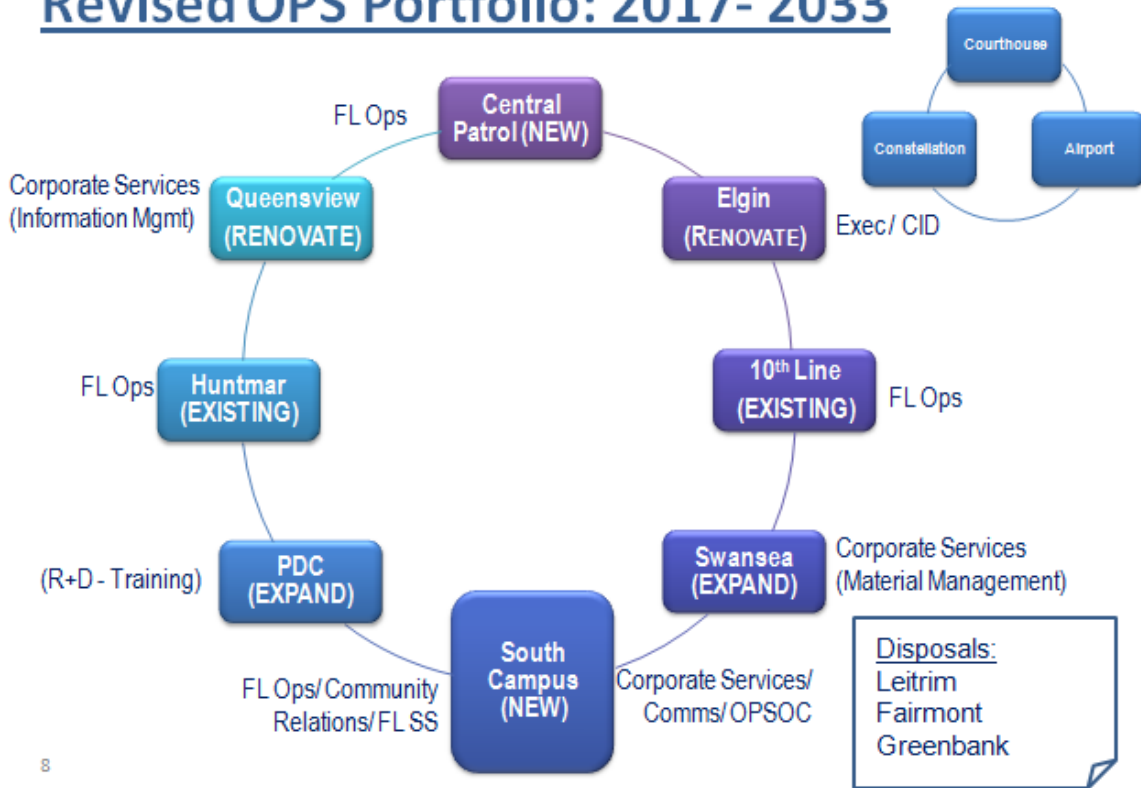 Revised OPS Portfolio: 2017- 2033
Courthouse
Constellation
Airport
FL Ops
Central
Patrol (NEW)
Corporate Services
(Information Mgmt)
Queensview
(RENOVATE)
Elgin
(RENOVATE)
Exec/ CID
FL Ops
Huntmar
(EXISTING)
10th Line
(EXISTING)
FL Ops
(R+D - Training)
PDC
(EXPAND)
Swansea
(EXPAND)
Corporate Services
(Material Management)
FL Ops/ Community
Relations/ FL SS
South
Campus
(NEW)
Corporate Services/
Comms/ OPSOC
Disposals:
Leitrim
Fairmont
Greenbank
8